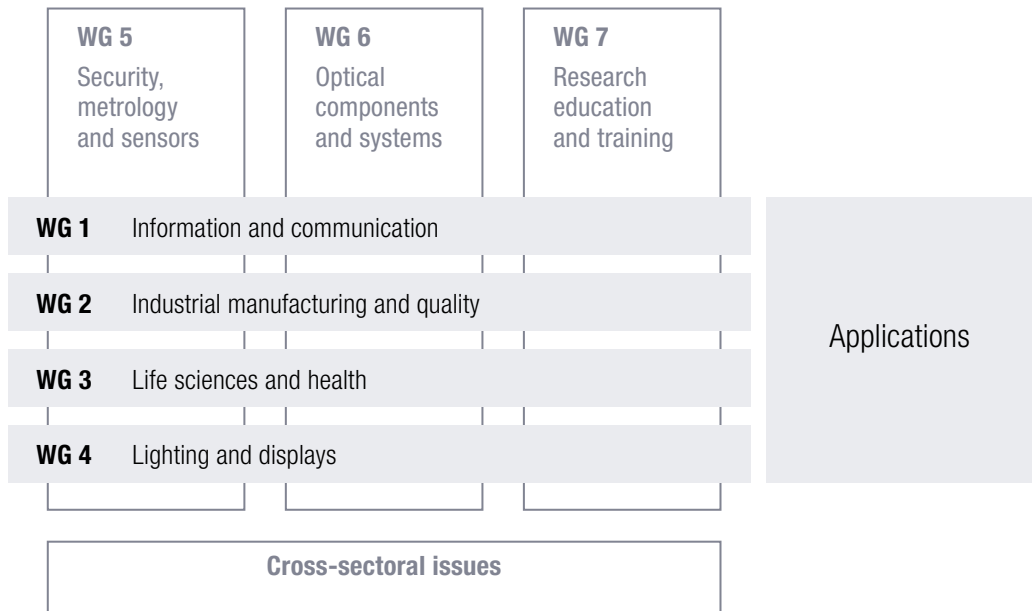 WG 5
Security,
metrology
and sensors
WG 6
Optical
components
and systems
WG 7
Research
education
and training
WG 1 Information and communication
WG 2 Industrial manufacturing and quality
WG 3 Life sciences and health
WG 4 Lighting and displays
Applications
Cross-sectoral issues